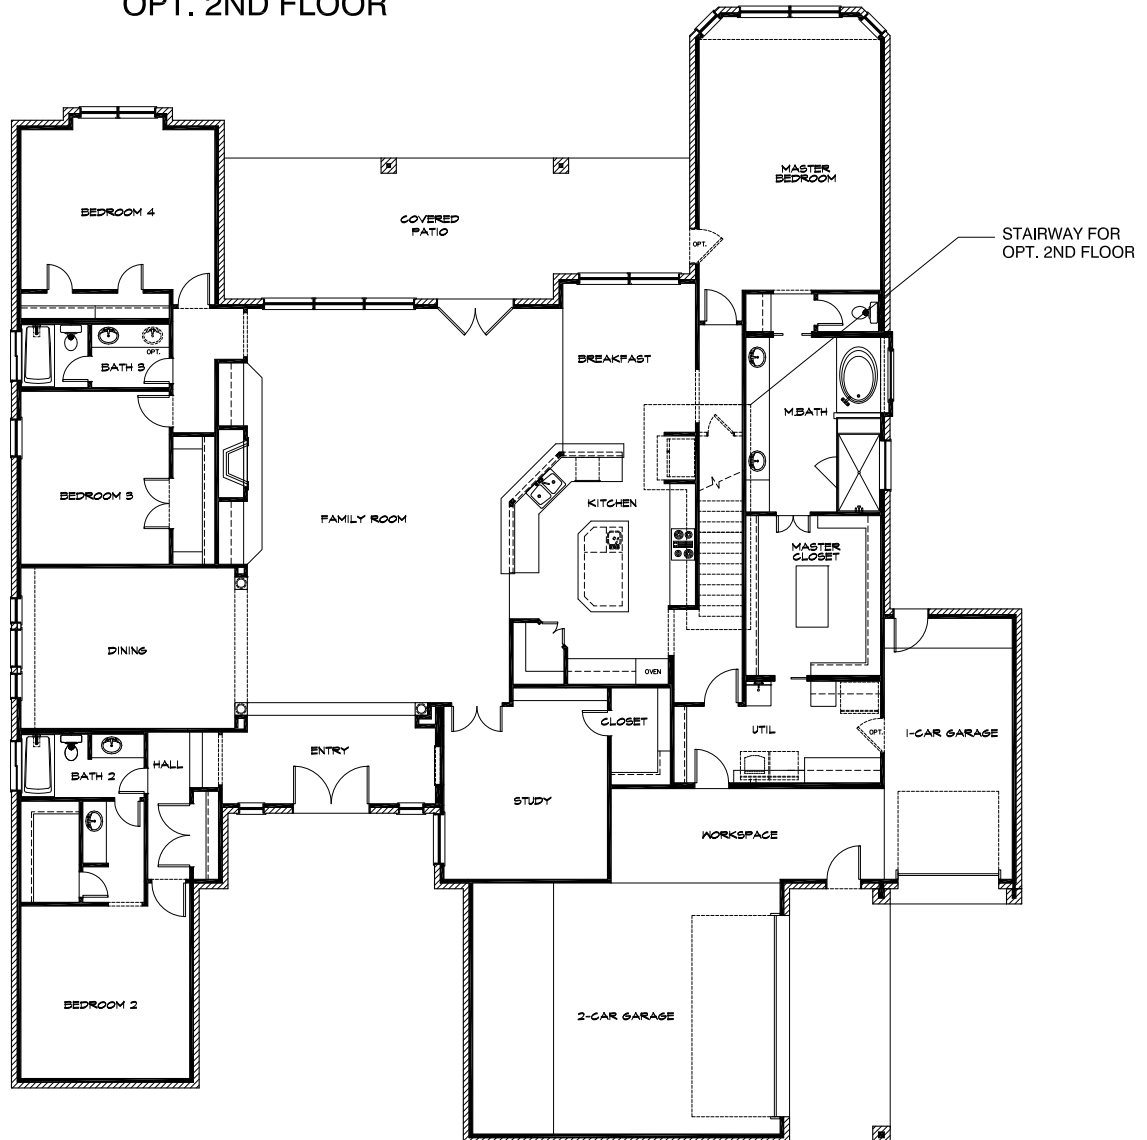 OPT. 2ND FLOOR
MASTER
BEDROOM
BEDROOM 4
COVERED
PATIO
OPT.
STAIRWAY FOR
OPT. 2ND FLOOR
OPT.
BATH 3
BREAKFAST
M.BATH
BEDROOM 3
KITCHEN
FAMILY ROOM
MASTER
CLOSET
DINING
OVEN
CLOSET
UTIL
OPT.
1-CAR GARAGE
ENTRY
HALL
BATH 2
STUDY
WORKSPACE
BEDROOM 2
2-CAR GARAGE